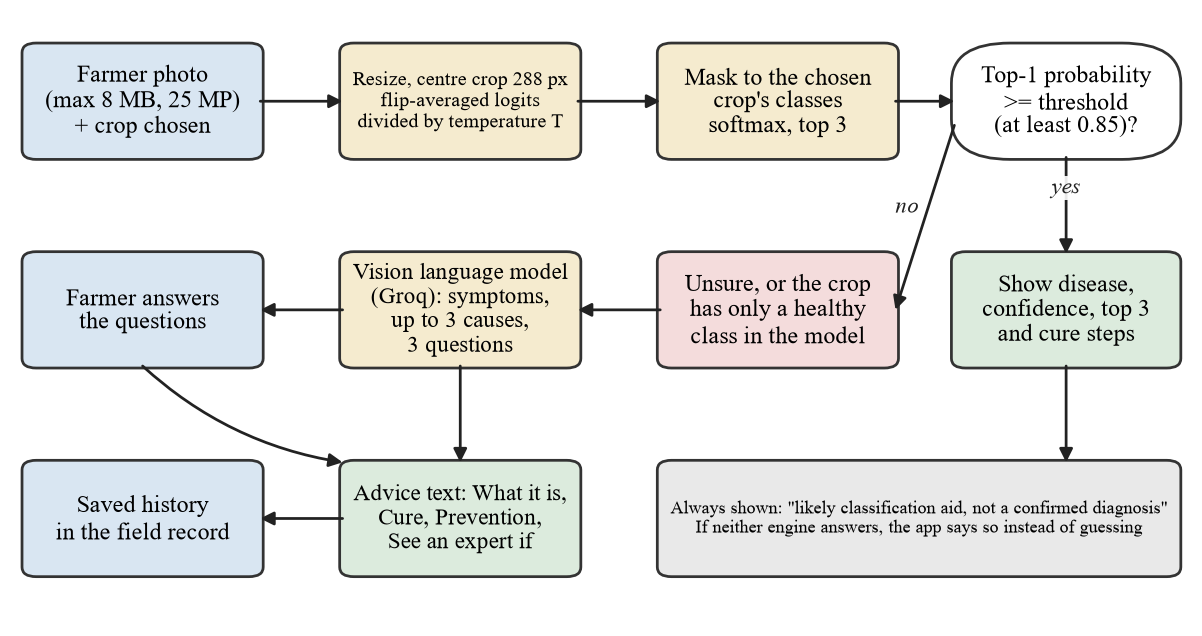 Farmer photo
(max 8 MB, 25 MP)
+ crop chosen
Resize, centre crop 288 px
flip-averaged logits
divided by temperature T
Mask to the chosen
crop's classes
softmax, top 3
Top-1 probability
>= threshold
(at least 0.85)?
no
yes
Farmer answers
the questions
Vision language model
(Groq): symptoms,
up to 3 causes,
3 questions
Unsure, or the crop
has only a healthy
class in the model
Show disease,
confidence, top 3
and cure steps
Saved history
in the field record
Advice text: What it is,
Cure, Prevention,
See an expert if
Always shown: "likely classification aid, not a confirmed diagnosis"
If neither engine answers, the app says so instead of guessing